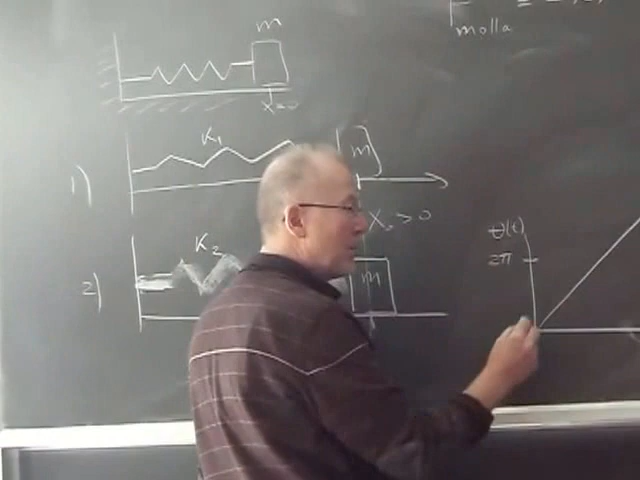 molla
m
x=0
1) K₁ m
X₀ > 0
2) K₂ m
θ(t)
2π